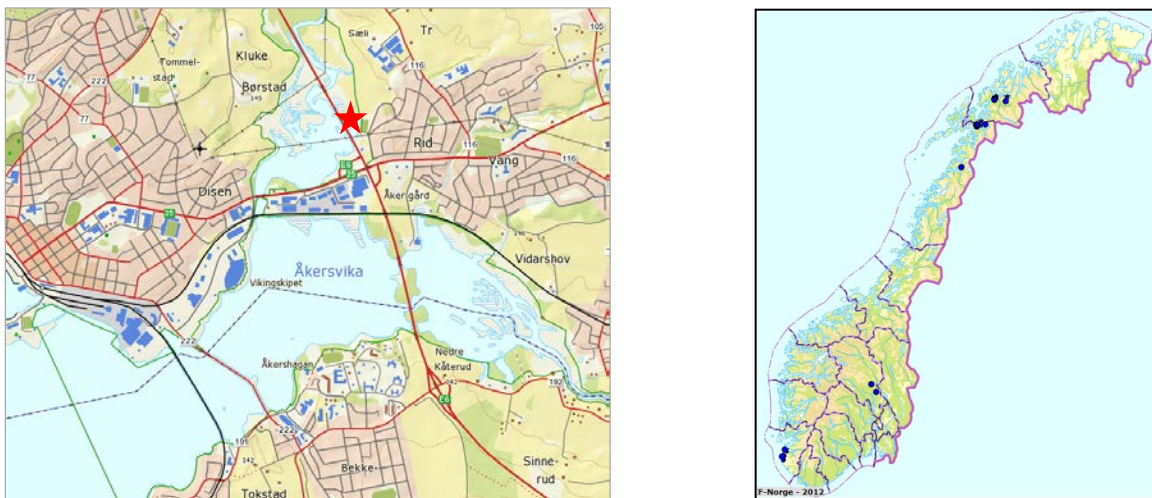 Sæli
Tr
105
Kluke
116
77
Tommel-
stad
222
Børstad
145
77
Rid
116
E6
25
Vang
116
Disen
Åker gård
25
Vidarshov
Åkersvika
Vikingskipet
222
Åkershagan
Nedre
Kåterud
142
192
E6
191
222
142
Bekke-
Sinne-
rud
Tokstad
F-Norge - 2012